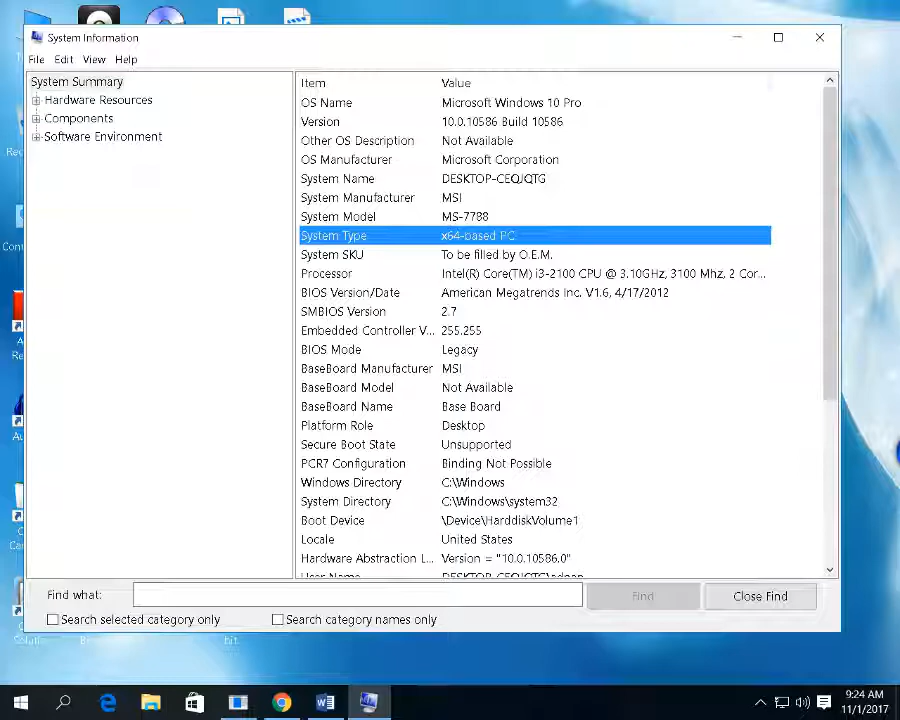 System Information
File Edit View Help
System Summary
Hardware Resources
Components
Software Environment
Item Value
OS Name Microsoft Windows 10 Pro
Version 10.0.10586 Build 10586
Other OS Description Not Available
OS Manufacturer Microsoft Corporation
System Name DESKTOP-CEQJQTG
System Manufacturer MSI
System Model MS-7788
System Type x64-based PC
System SKU To be filled by O.E.M.
Processor Intel(R) Core(TM) i3-2100 CPU @ 3.10GHz, 3100 Mhz, 2 Cor...
BIOS Version/Date American Megatrends Inc. V1.6, 4/17/2012
SMBIOS Version 2.7
Embedded Controller V... 255.255
BIOS Mode Legacy
BaseBoard Manufacturer MSI
BaseBoard Model Not Available
BaseBoard Name Base Board
Platform Role Desktop
Secure Boot State Unsupported
PCR7 Configuration Binding Not Possible
Windows Directory C:\Windows
System Directory C:\Windows\system32
Boot Device \Device\HarddiskVolume1
Locale United States
Hardware Abstraction L... Version = "10.0.10586.0"
User Name DESKTOP-CEQJQTG\adnan
Find what:
Find
Close Find
Search selected category only
Search category names only
bit.
9:24 AM
11/1/2017